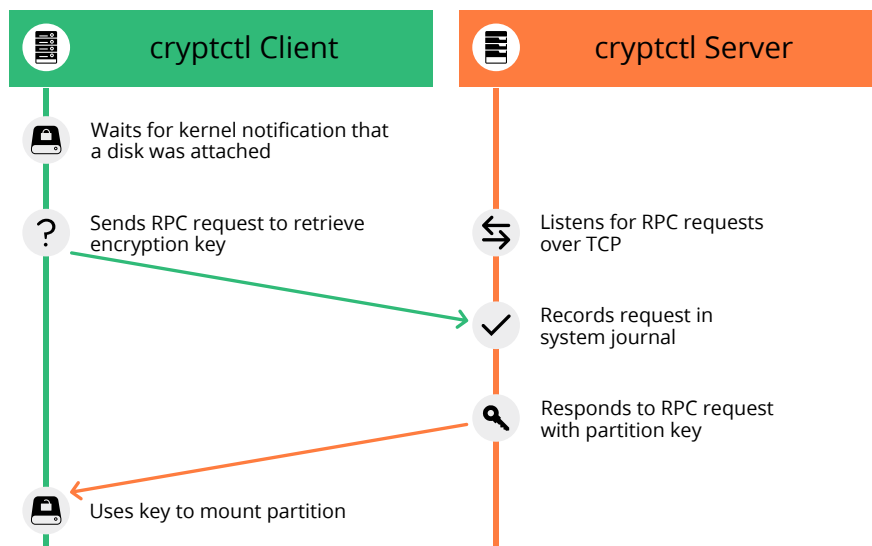 cryptctl Client
cryptctl Server
Waits for kernel notification that
a disk was attached
Sends RPC request to retrieve
encryption key
Listens for RPC requests
over TCP
Records request in
system journal
Responds to RPC request
with partition key
Uses key to mount partition